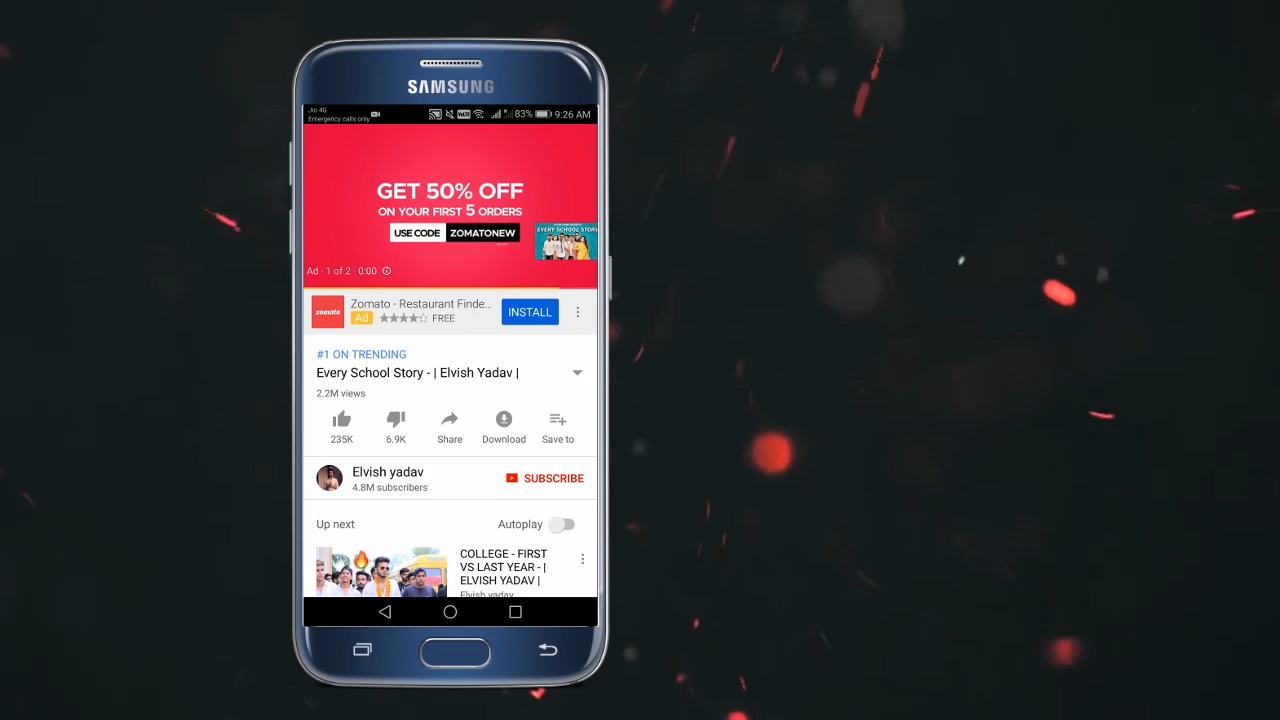 SAMSUNG
Jio 4G
Emergency calls only
83% 9:26 AM
GET 50% OFF
ON YOUR FIRST 5 ORDERS
USE CODE ZOMATONEW
EVERY SCHOOL STORY
Ad · 1 of 2 · 0:00
zomato
Zomato - Restaurant Finde...
Ad FREE
INSTALL
#1 ON TRENDING
Every School Story - | Elvish Yadav |
2.2M views
235K 6.9K Share Download Save to
Elvish yadav
4.8M subscribers
SUBSCRIBE
Up next Autoplay
COLLEGE - FIRST
VS LAST YEAR - |
ELVISH YADAV |
Elvish yadav